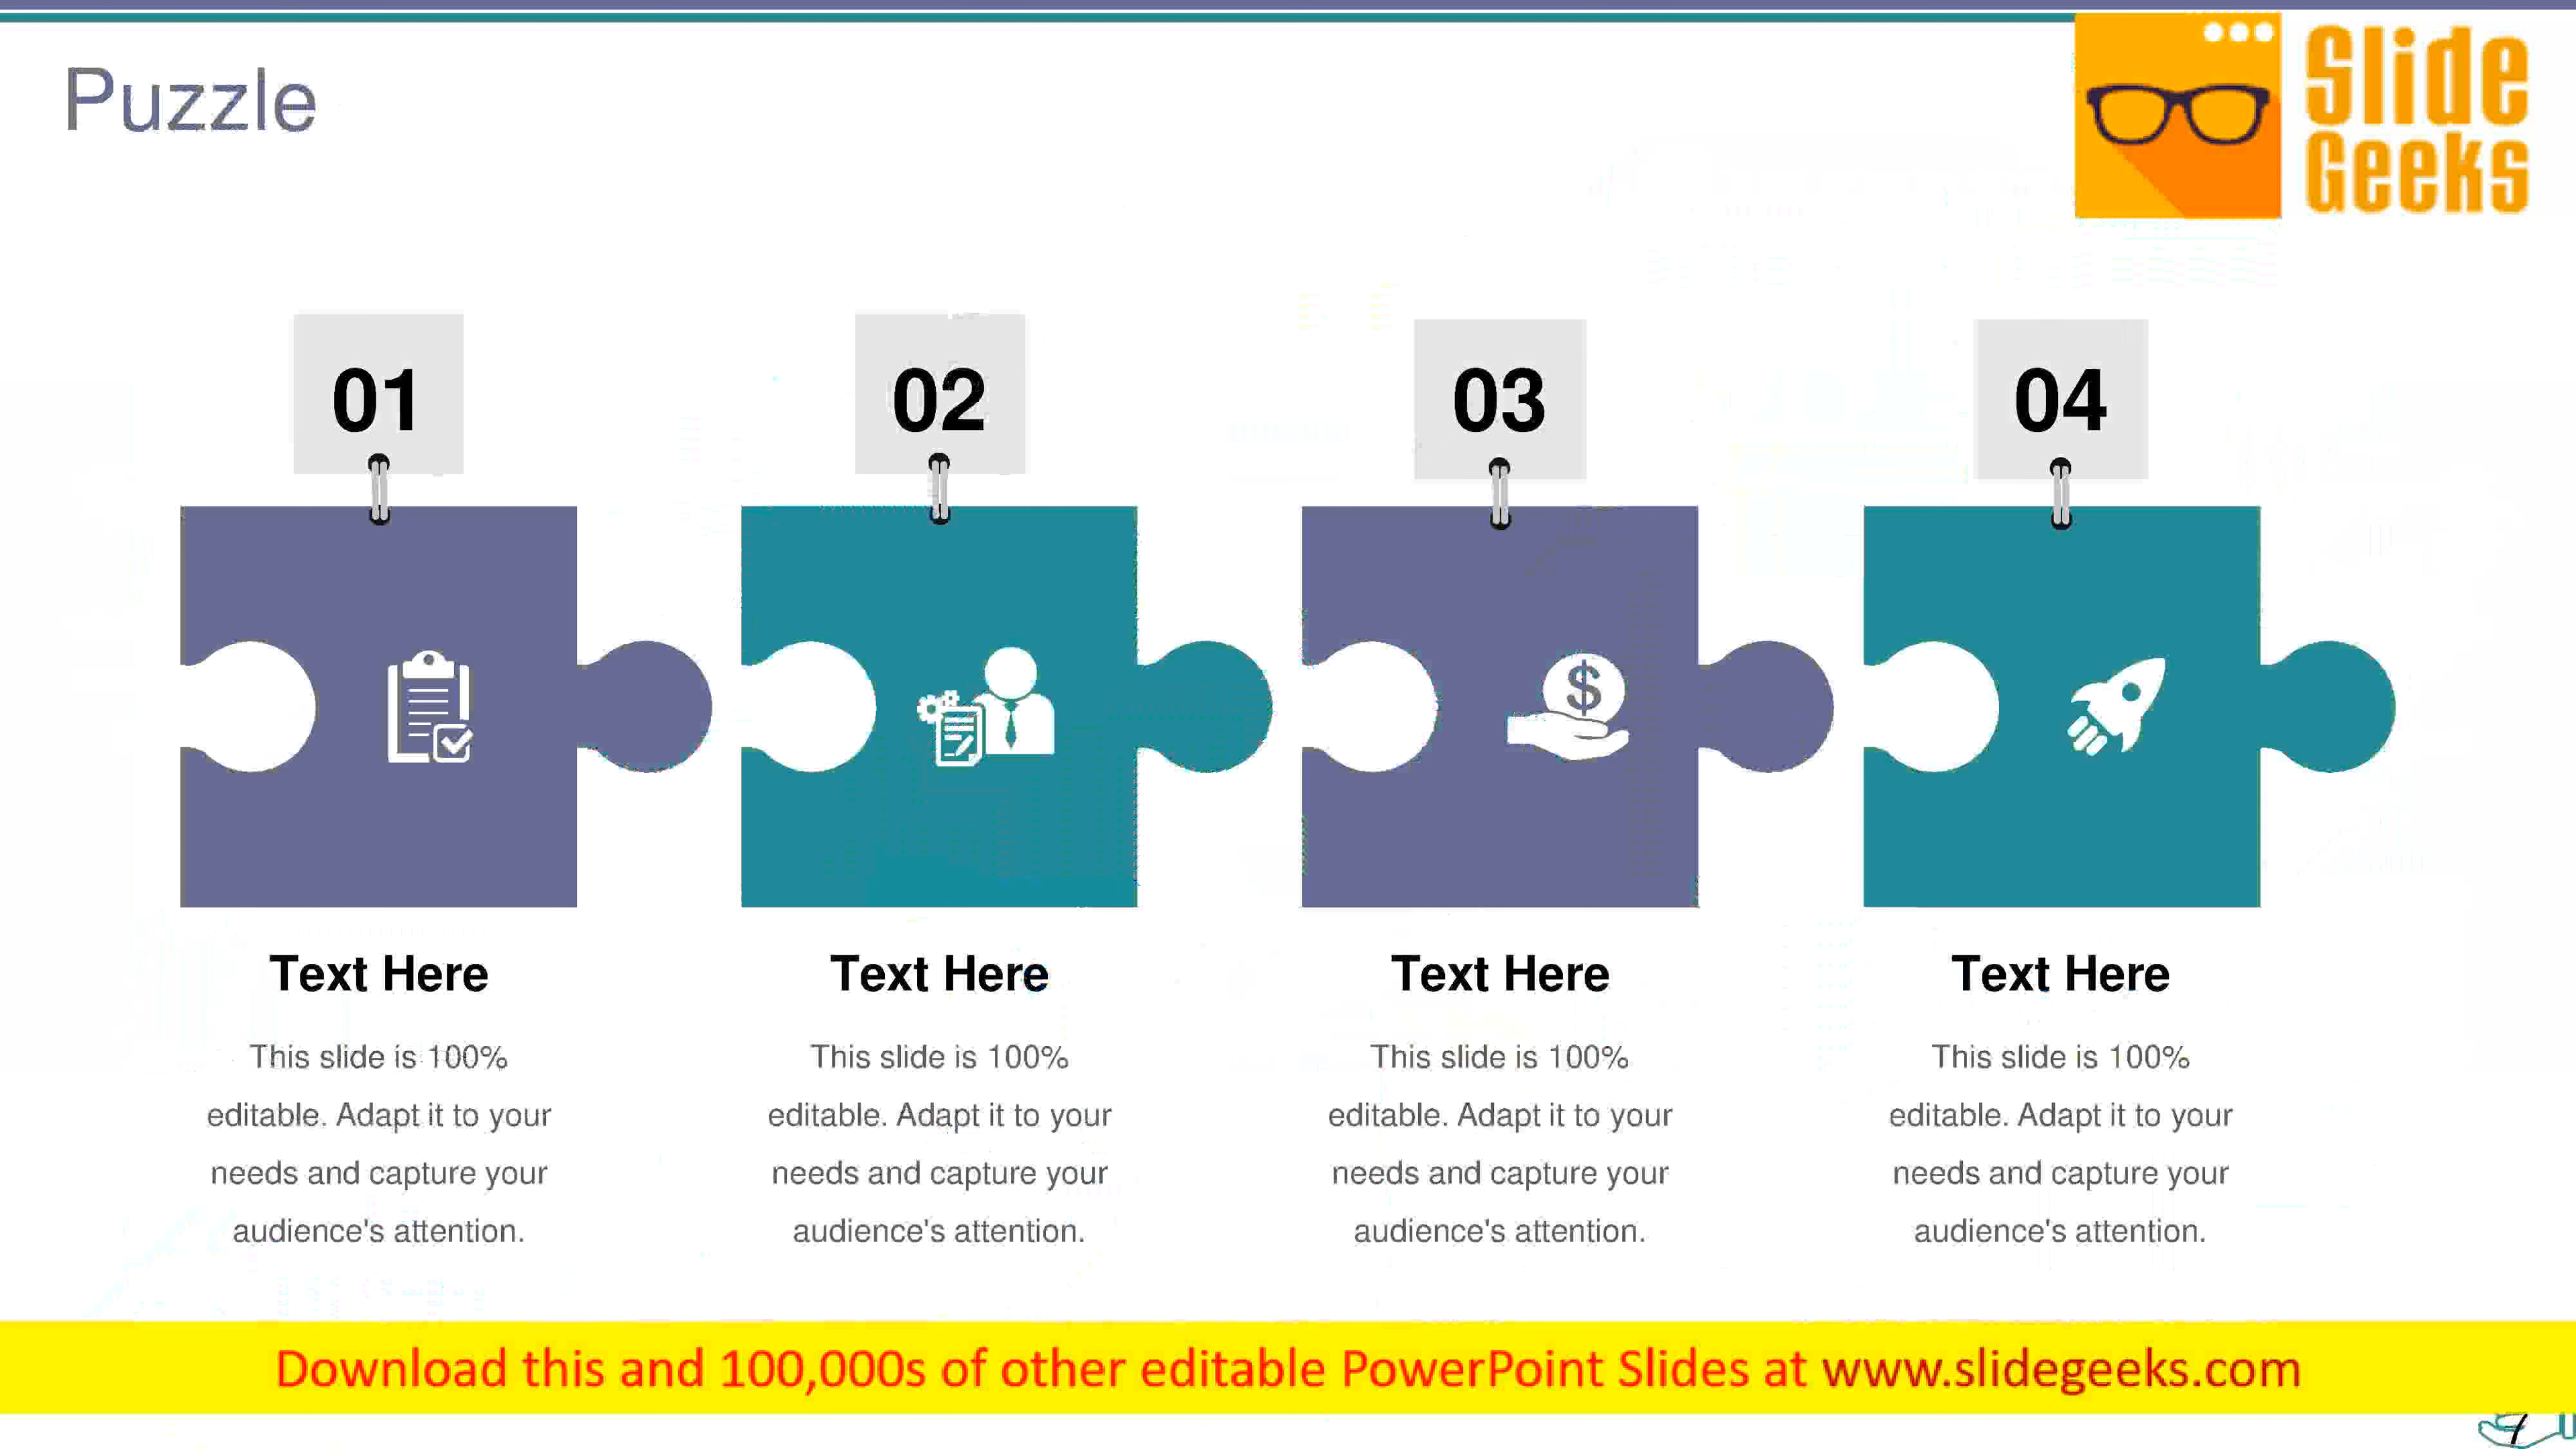 Puzzle
Slide
Geeks
01
02
03
04
$
Text Here
This slide is 100%
editable. Adapt it to your
needs and capture your
audience's attention.
Text Here
This slide is 100%
editable. Adapt it to your
needs and capture your
audience's attention.
Text Here
This slide is 100%
editable. Adapt it to your
needs and capture your
audience's attention.
Text Here
This slide is 100%
editable. Adapt it to your
needs and capture your
audience's attention.
Download this and 100,000s of other editable PowerPoint Slides at www.slidegeeks.com